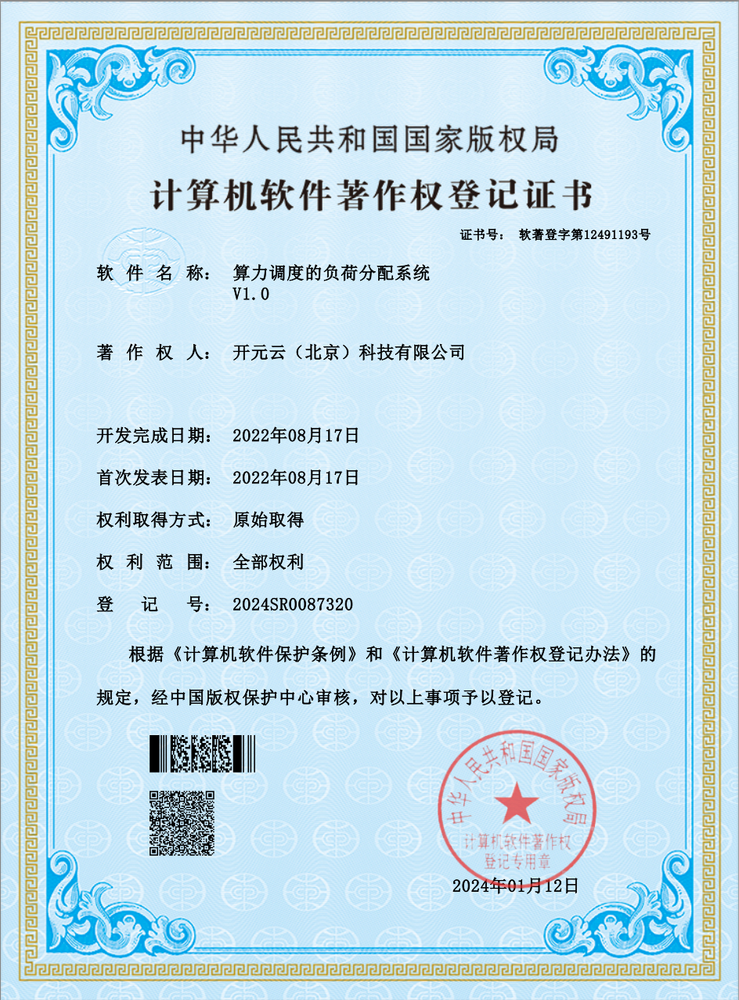 中华人民共和国国家版权局
计算机软件著作权登记证书
证书号： 软著登字第12491193号
软件名称： 算力调度的负荷分配系统
V1.0
著作权人： 开元云（北京）科技有限公司
开发完成日期： 2022年08月17日
首次发表日期： 2022年08月17日
权利取得方式： 原始取得
权利范围： 全部权利
登记号： 2024SR0087320
根据《计算机软件保护条例》和《计算机软件著作权登记办法》的
规定，经中国版权保护中心审核，对以上事项予以登记。
中华人民共和国国家版权局
计算机软件著作权
登记专用章
2024年01月12日